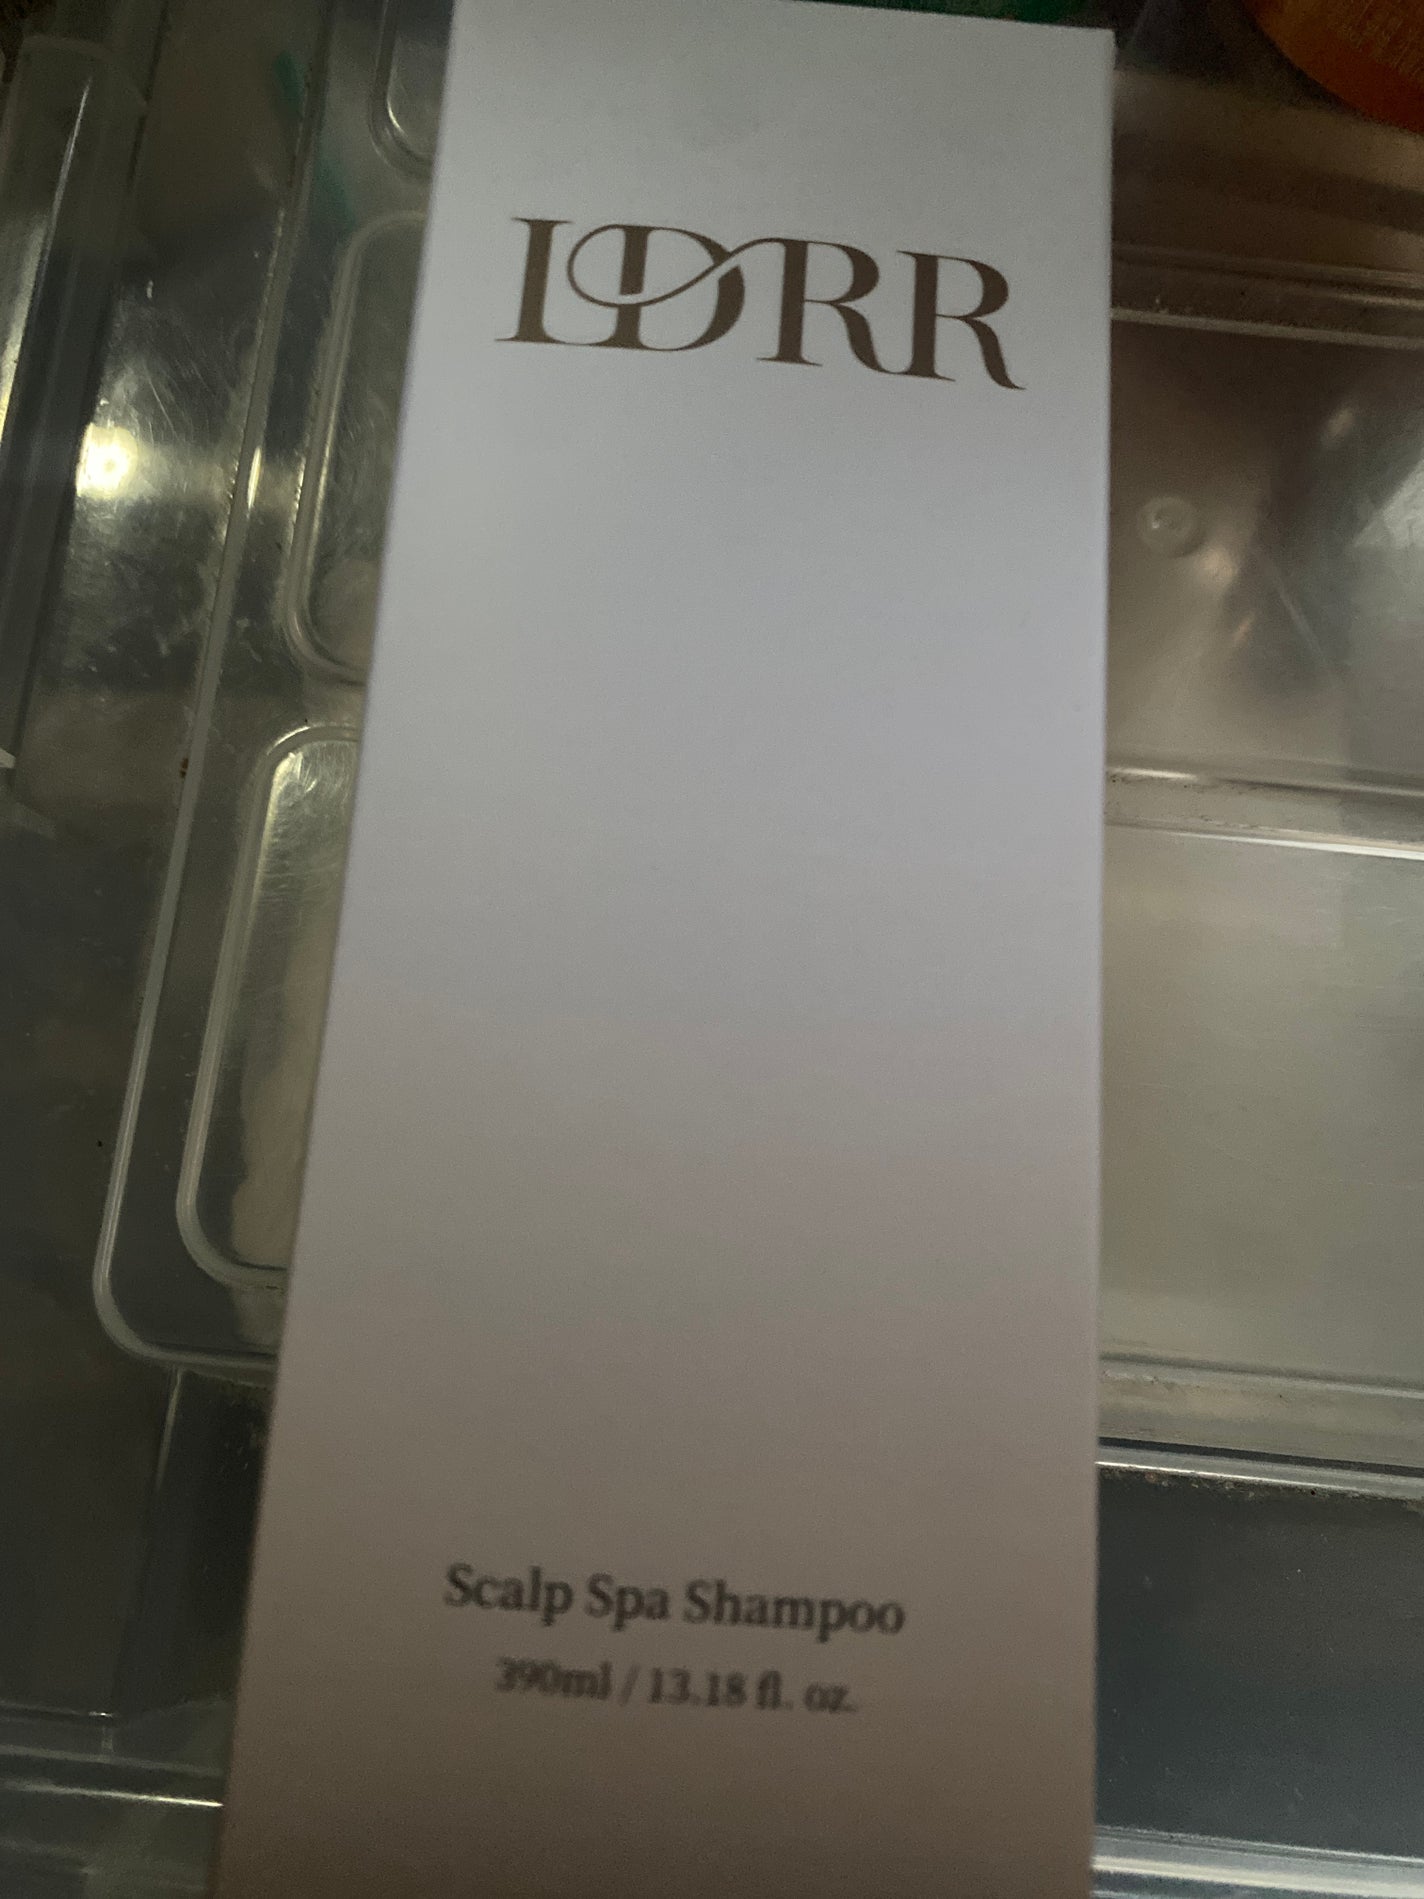 LDRR
Scalp Spa Shampoo
390ml / 13.18 fl. oz.